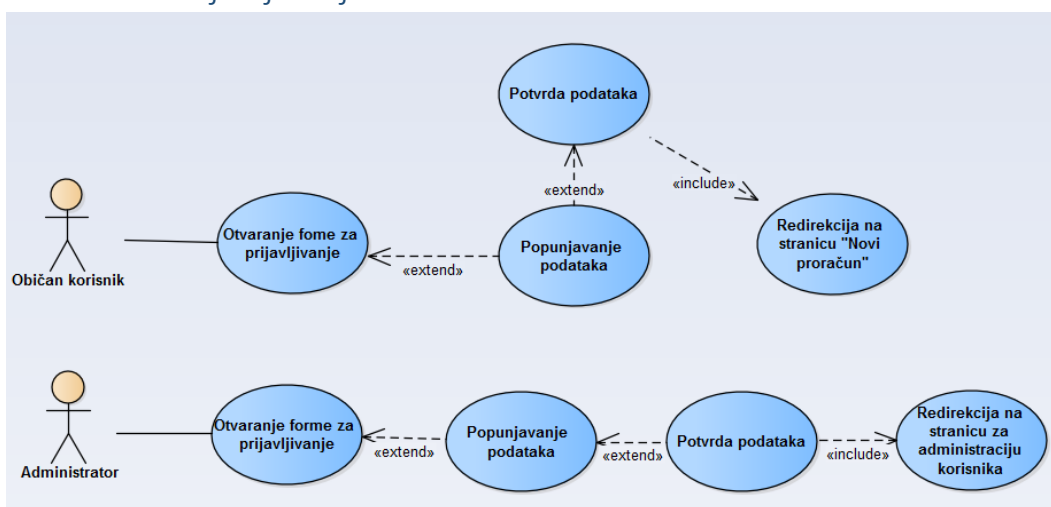 Potvrda podataka
«extend»
«include»
Otvaranje fome za
prijavljivanje
«extend»
Popunjavanje
podataka
Redirekcija na
stranicu "Novi
proračun"
Običan korisnik
Otvaranje forme za
prijavljivanje
«extend»
Popunjavanje
podataka
«extend»
Potvrda podataka
«include»
Redirekcija na
stranicu za
administraciju
korisnika
Administrator